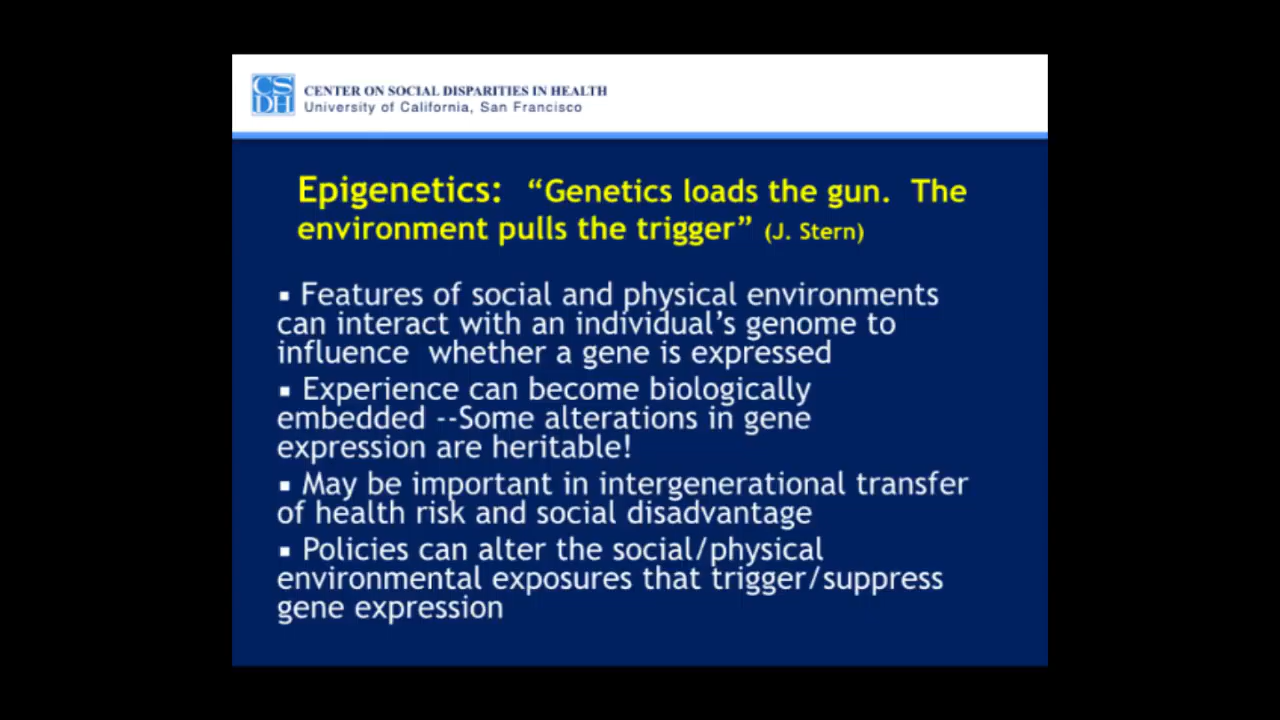 CSDH
CENTER ON SOCIAL DISPARITIES IN HEALTH
University of California, San Francisco
Epigenetics: “Genetics loads the gun. The
environment pulls the trigger” (J. Stern)
▪ Features of social and physical environments
can interact with an individual’s genome to
influence whether a gene is expressed
▪ Experience can become biologically
embedded --Some alterations in gene
expression are heritable!
▪ May be important in intergenerational transfer
of health risk and social disadvantage
▪ Policies can alter the social/physical
environmental exposures that trigger/suppress
gene expression